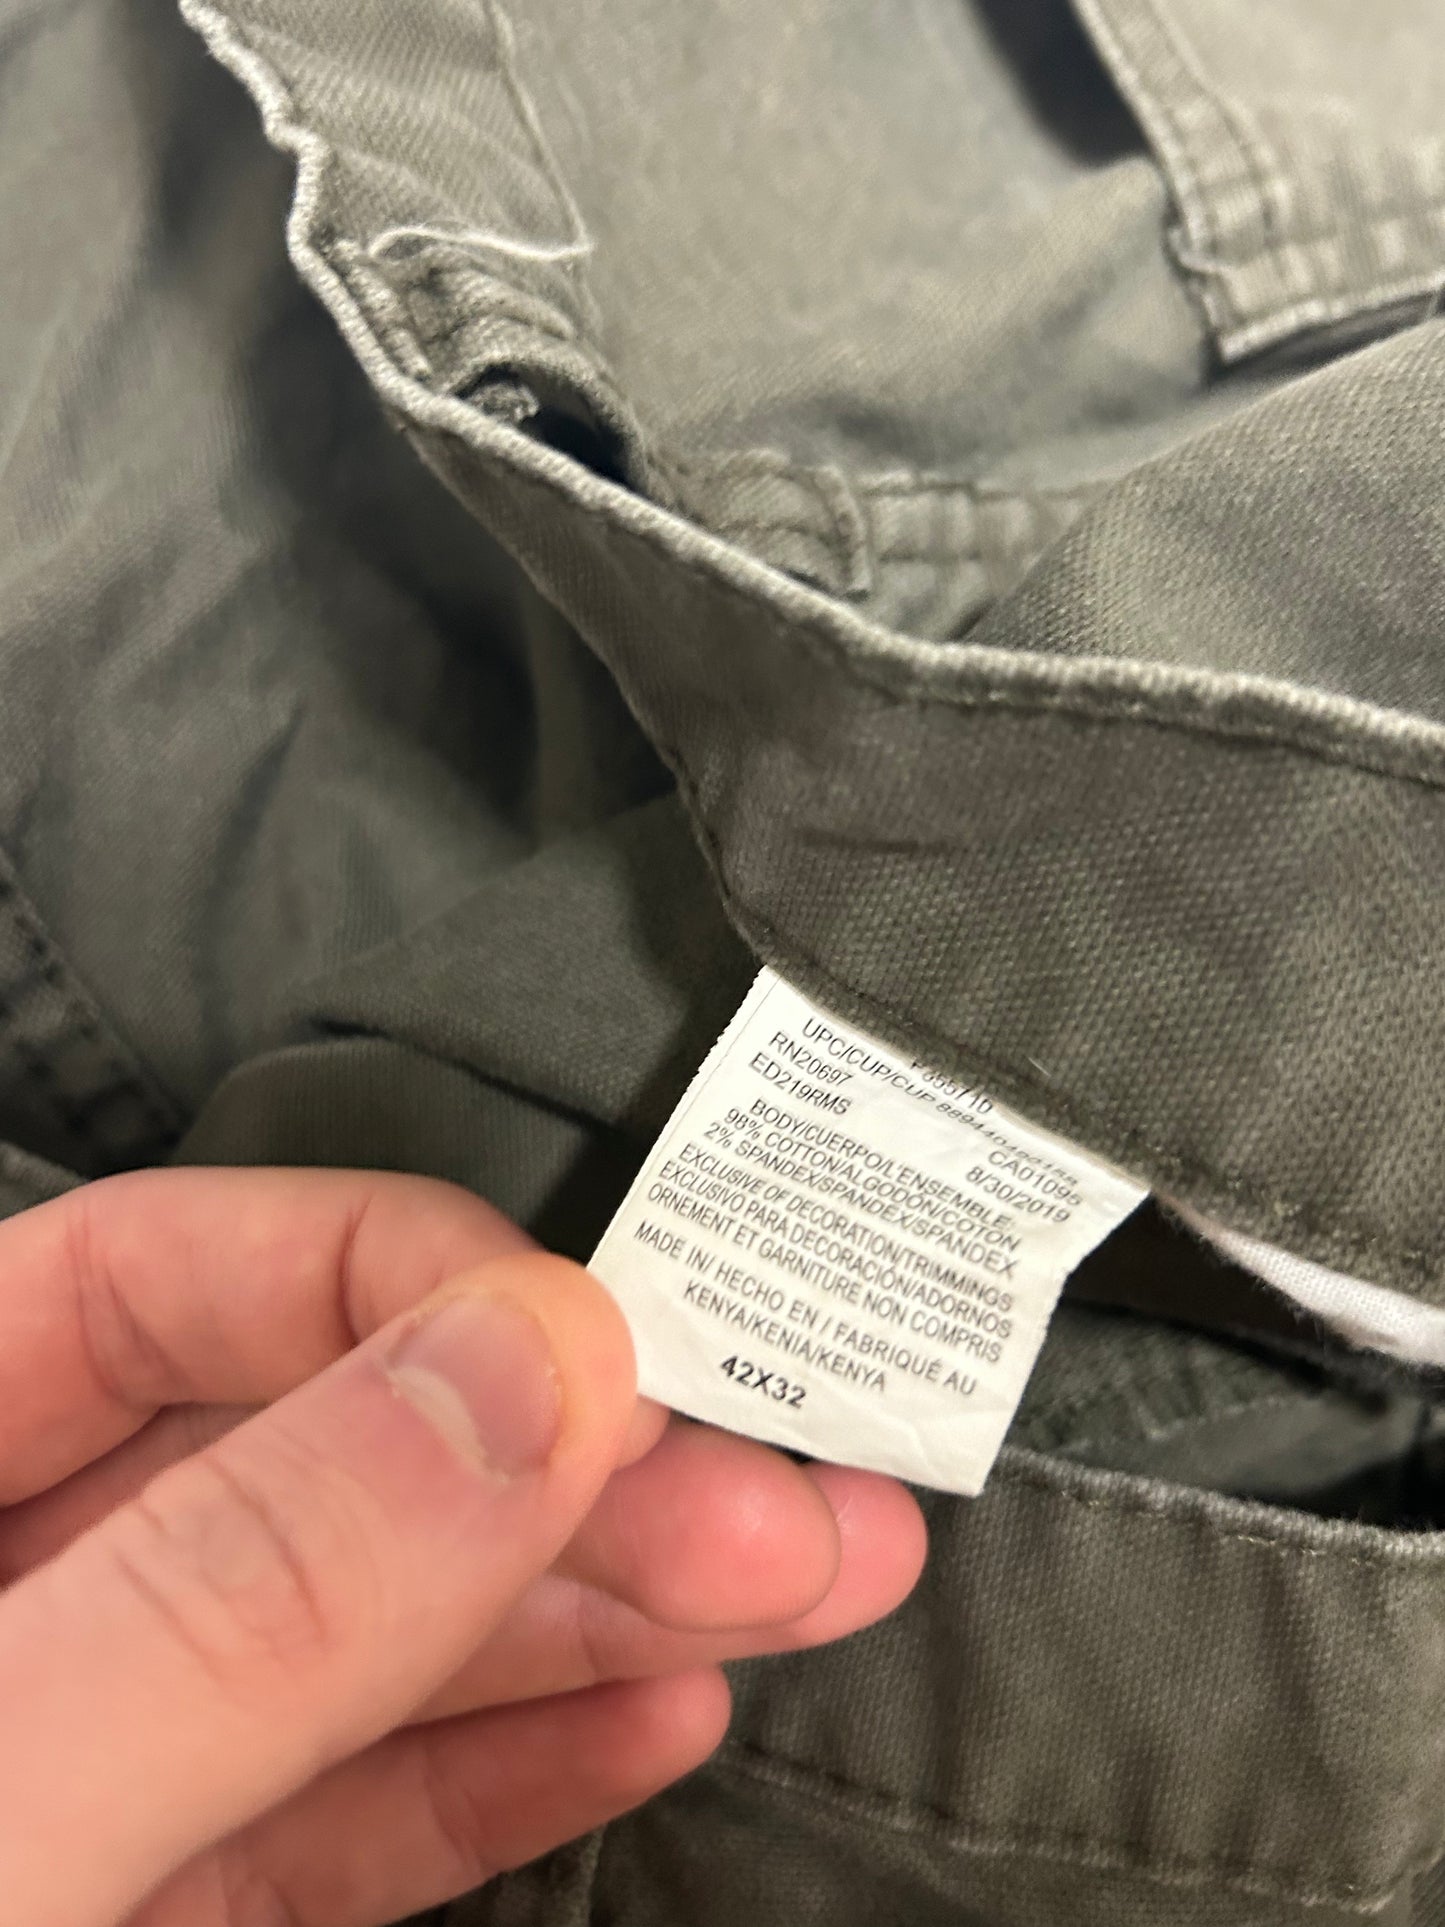 RN20697
UPC/CUP/CUP
ED219RMS CA01095
8/30/2019
BODY/CUERPO/L'ENSEMBLE:
98% COTTON/ALGODÓN/COTON
2% SPANDEX/SPANDEX/SPANDEX
EXCLUSIVE OF DECORATION/TRIMMINGS
EXCLUSIVO PARA DECORACIÓN/ADORNOS
ORNEMENT ET GARNITURE NON COMPRIS
MADE IN/ HECHO EN / FABRIQUÉ AU
KENYA/KENIA/KENYA
42X32